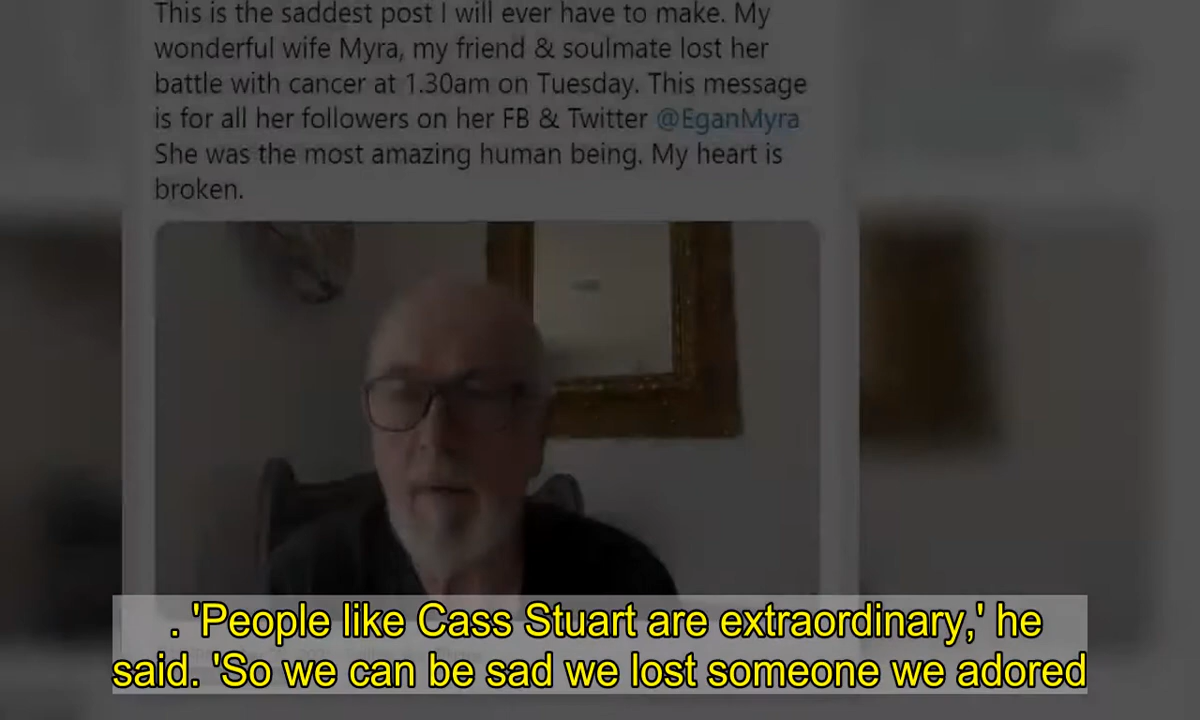 This is the saddest post I will ever have to make. My
wonderful wife Myra, my friend & soulmate lost her
battle with cancer at 1.30am on Tuesday. This message
is for all her followers on her FB & Twitter @EganMyra
She was the most amazing human being. My heart is
broken.
. 'People like Cass Stuart are extraordinary,' he
said. 'So we can be sad we lost someone we adored